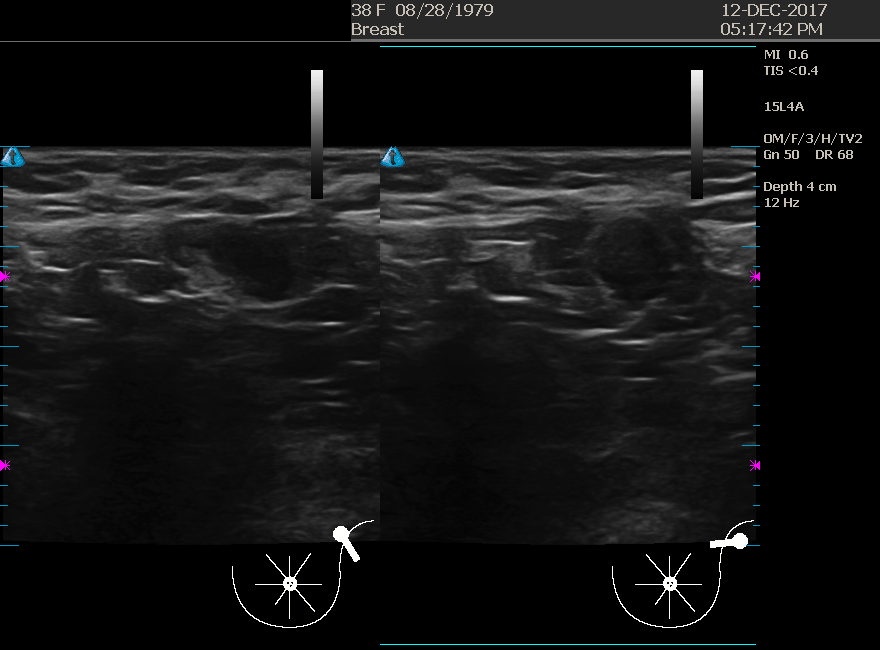 38 F 08/28/1979
12-DEC-2017
Breast
05:17:42 PM
MI 0.6
TIS <0.4
15L4A
OM/F/3/H/TV2
Gn 50 DR 68
Depth 4 cm
12 Hz